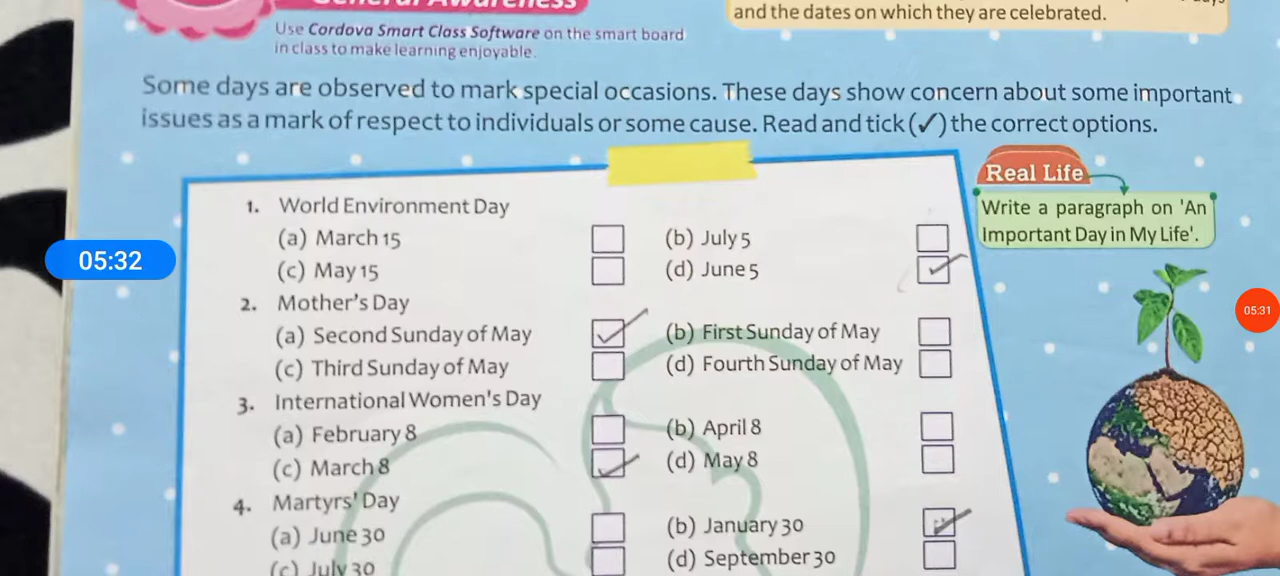 General Awareness
Use Cordova Smart Class Software on the smart board
in class to make learning enjoyable.
and the dates on which they are celebrated.
Some days are observed to mark special occasions. These days show concern about some important
issues as a mark of respect to individuals or some cause. Read and tick (✓) the correct options.
Real Life
Write a paragraph on 'An
Important Day in My Life'.
1. World Environment Day
(a) March 15 (b) July 5
(c) May 15 (d) June 5 ✓
2. Mother's Day
(a) Second Sunday of May ✓ (b) First Sunday of May
(c) Third Sunday of May (d) Fourth Sunday of May
3. International Women's Day
(a) February 8 (b) April 8
(c) March 8 ✓ (d) May 8
4. Martyrs' Day
(a) June 30 (b) January 30 ✓
(c) July 30 (d) September 30
05:32
05:31